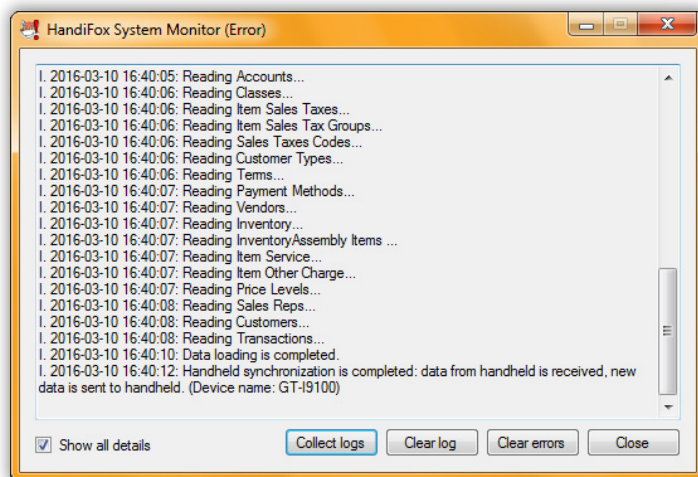 HandiFox System Monitor (Error)
I. 2016-03-10 16:40:05: Reading Accounts...
I. 2016-03-10 16:40:06: Reading Classes...
I. 2016-03-10 16:40:06: Reading Item Sales Taxes...
I. 2016-03-10 16:40:06: Reading Item Sales Tax Groups...
I. 2016-03-10 16:40:06: Reading Sales Taxes Codes...
I. 2016-03-10 16:40:06: Reading Customer Types...
I. 2016-03-10 16:40:06: Reading Terms...
I. 2016-03-10 16:40:07: Reading Payment Methods...
I. 2016-03-10 16:40:07: Reading Vendors...
I. 2016-03-10 16:40:07: Reading Inventory...
I. 2016-03-10 16:40:07: Reading InventoryAssembly Items ...
I. 2016-03-10 16:40:07: Reading Item Service...
I. 2016-03-10 16:40:07: Reading Item Other Charge...
I. 2016-03-10 16:40:07: Reading Price Levels...
I. 2016-03-10 16:40:08: Reading Sales Reps...
I. 2016-03-10 16:40:08: Reading Customers...
I. 2016-03-10 16:40:08: Reading Transactions...
I. 2016-03-10 16:40:10: Data loading is completed.
I. 2016-03-10 16:40:12: Handheld synchronization is completed: data from handheld is received, new
data is sent to handheld. (Device name: GT-I9100)
Show all details
Collect logs
Clear log
Clear errors
Close